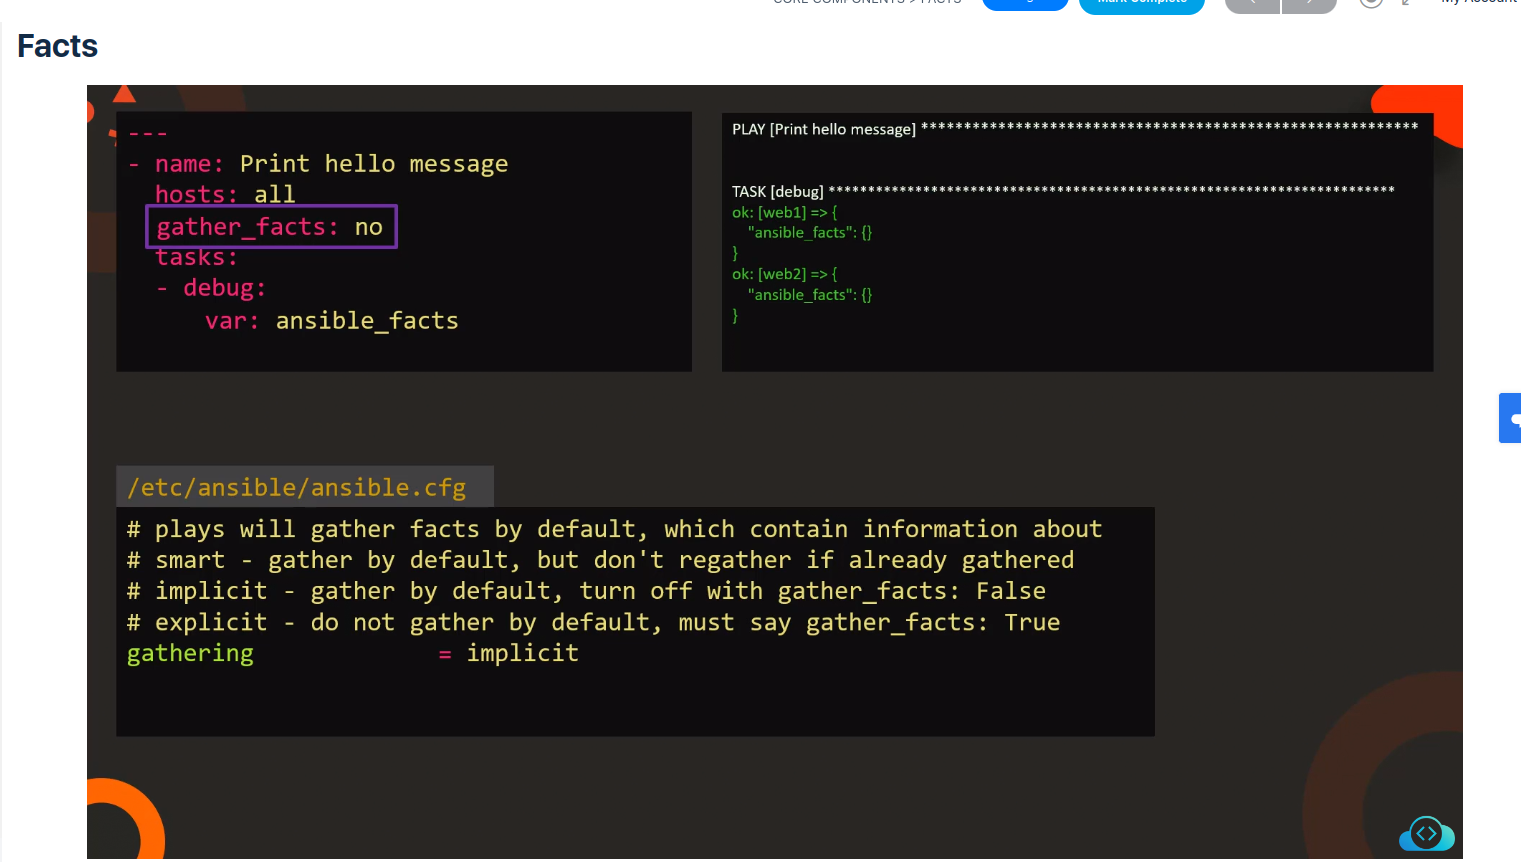 Facts
---
- name: Print hello message
hosts: all
gather_facts: no
tasks:
- debug:
var: ansible_facts
PLAY [Print hello message] **********************************************************
TASK [debug] ***********************************************************************
ok: [web1] => {
"ansible_facts": {}
}
ok: [web2] => {
"ansible_facts": {}
}
/etc/ansible/ansible.cfg
# plays will gather facts by default, which contain information about
# smart - gather by default, but don't regather if already gathered
# implicit - gather by default, turn off with gather_facts: False
# explicit - do not gather by default, must say gather_facts: True
gathering = implicit